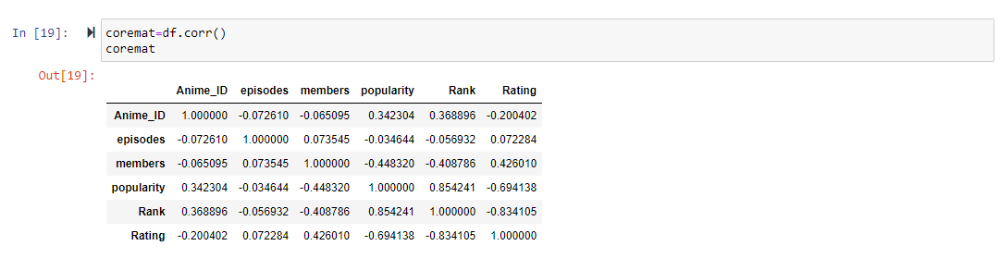 In [19]: coremat=df.corr()
coremat
Out[19]:
Anime_ID episodes members popularity Rank Rating
Anime_ID 1.000000 -0.072610 -0.065095 0.342304 0.368896 -0.200402
episodes -0.072610 1.000000 0.073545 -0.034644 -0.056932 0.072284
members -0.065095 0.073545 1.000000 -0.448320 -0.408786 0.426010
popularity 0.342304 -0.034644 -0.448320 1.000000 0.854241 -0.694138
Rank 0.368896 -0.056932 -0.408786 0.854241 1.000000 -0.834105
Rating -0.200402 0.072284 0.426010 -0.694138 -0.834105 1.000000